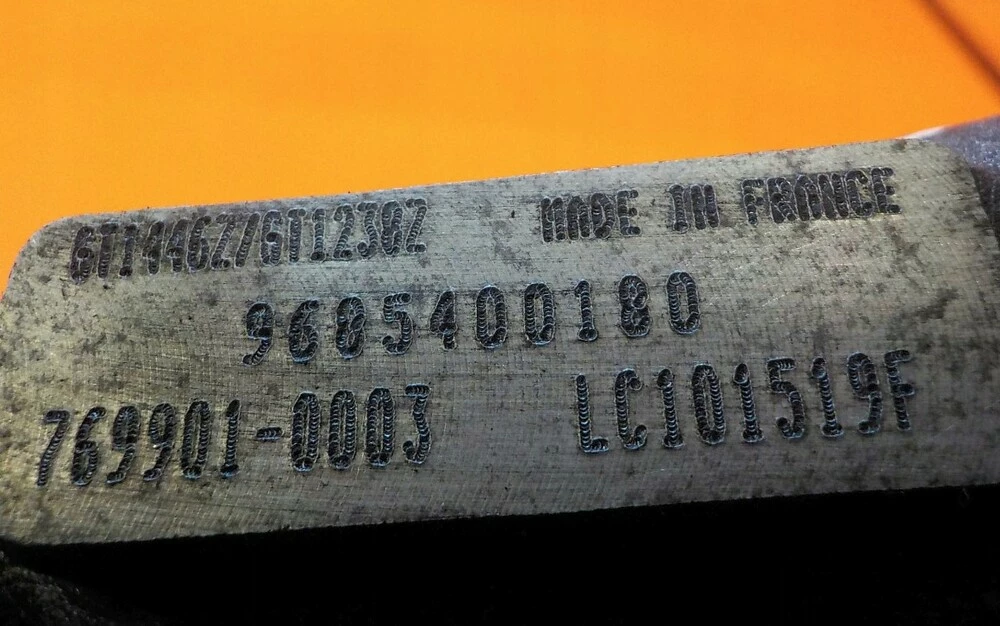 GT1446Z/GT1238Z MADE IN FRANCE
9685400180
769901-0003 LC101519F